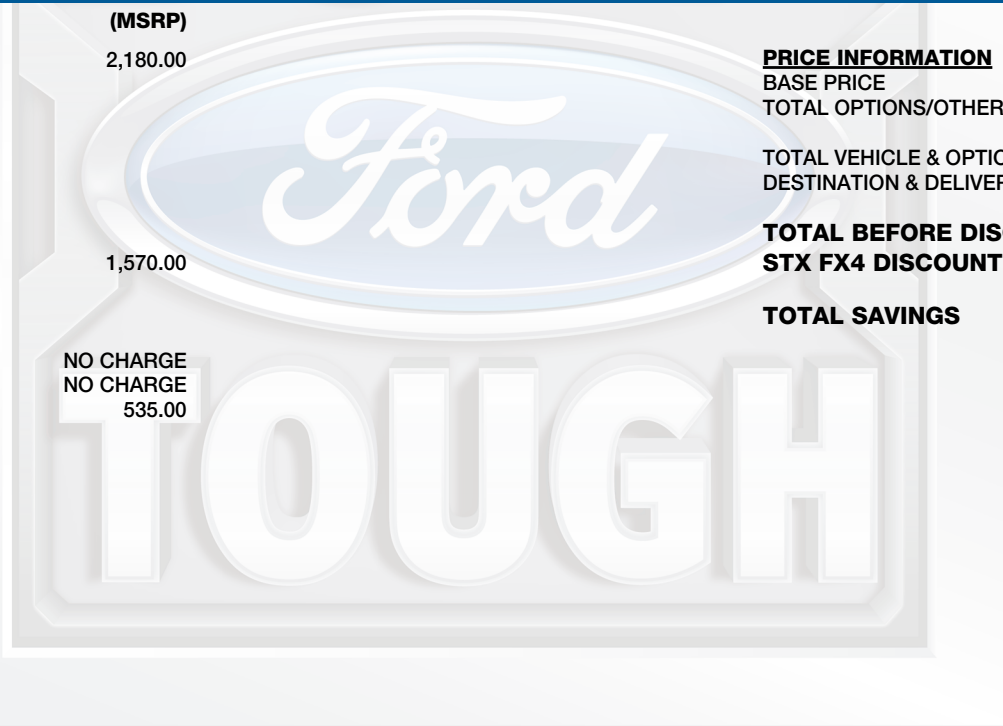 (MSRP)
2,180.00
1,570.00
NO CHARGE
NO CHARGE
535.00
PRICE INFORMATION
BASE PRICE
TOTAL OPTIONS/OTHER
TOTAL VEHICLE & OPTIO
DESTINATION & DELIVER
TOTAL BEFORE DIS
STX FX4 DISCOUNT
TOTAL SAVINGS
Ford
TOUGH